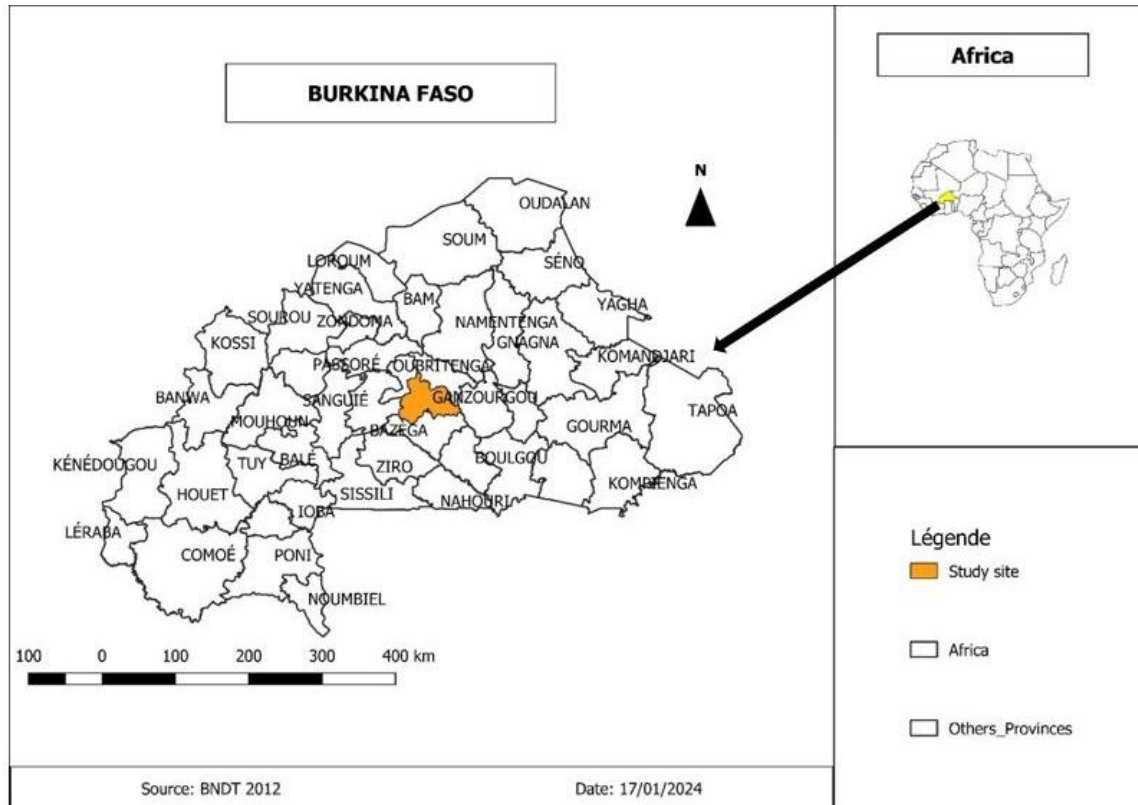 BURKINA FASO
Africa
N
OUDALAN
SOUM
SÉNO
LOROUM
YATENGA
BAM
YAGHA
SOUROU
ZONDOMA
NAMENTENGA
KOSSI
GNAGNA
KOMANDJARI
PASSORÉ
OUBRITENGA
BANWA
SANGUIÉ
GANZOURGOU
TAPOA
MOUHOUN
BAZEGA
GOURMA
KÉNÉDOUGOU
TUY
BALÉ
ZIRO
BOULGOU
HOUET
SISSILI
NAHOURI
KOMPIENGA
IOBA
LÉRABA
COMOÉ
PONI
NOUMBIEL
100 0 100 200 300 400 km
Légende
Study site
Africa
Others_Provinces
Source: BNDT 2012
Date: 17/01/2024